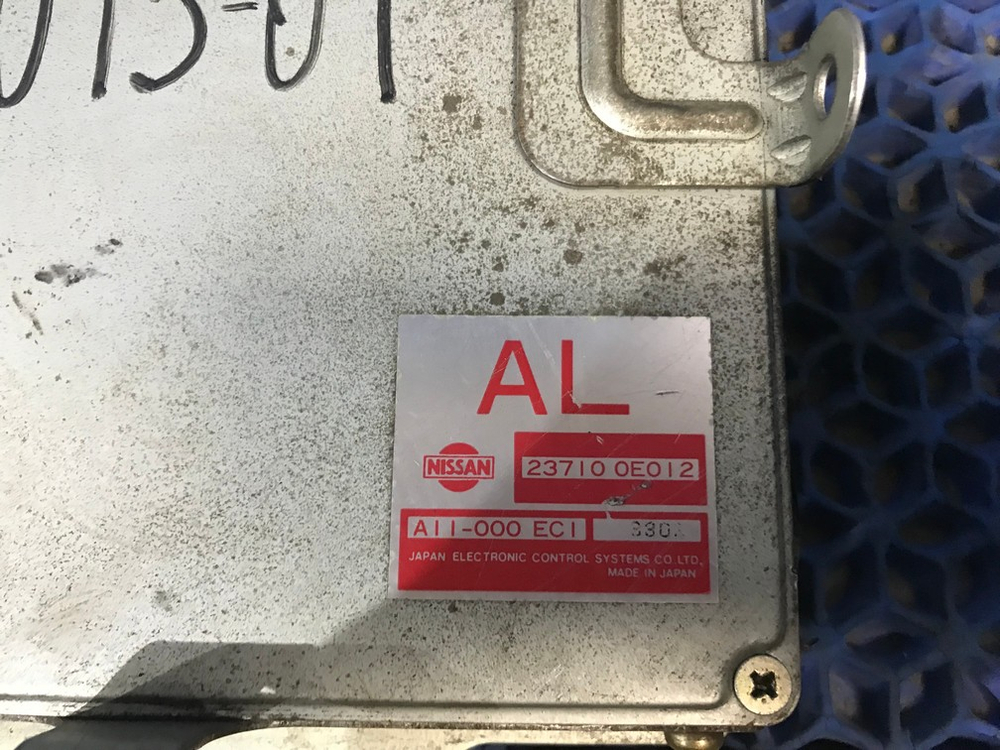 AL
NISSAN
23710 0E012
A11-000 EC1
JAPAN ELECTRONIC CONTROL SYSTEMS CO.LTD,
MADE IN JAPAN